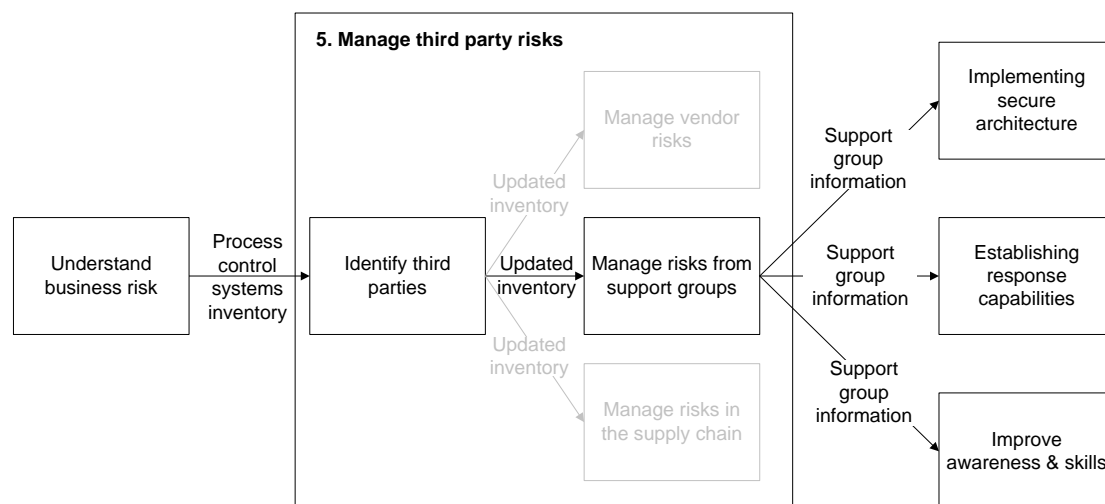 5. Manage third party risks
Manage vendor
risks
Implementing
secure
architecture
Support
group
information
Updated
inventory
Understand
business risk
Process
control
systems
inventory
Identify third
parties
Updated
inventory
Manage risks from
support groups
Support
group
information
Establishing
response
capabilities
Updated
inventory
Manage risks in
the supply chain
Support
group
information
Improve
awareness & skills